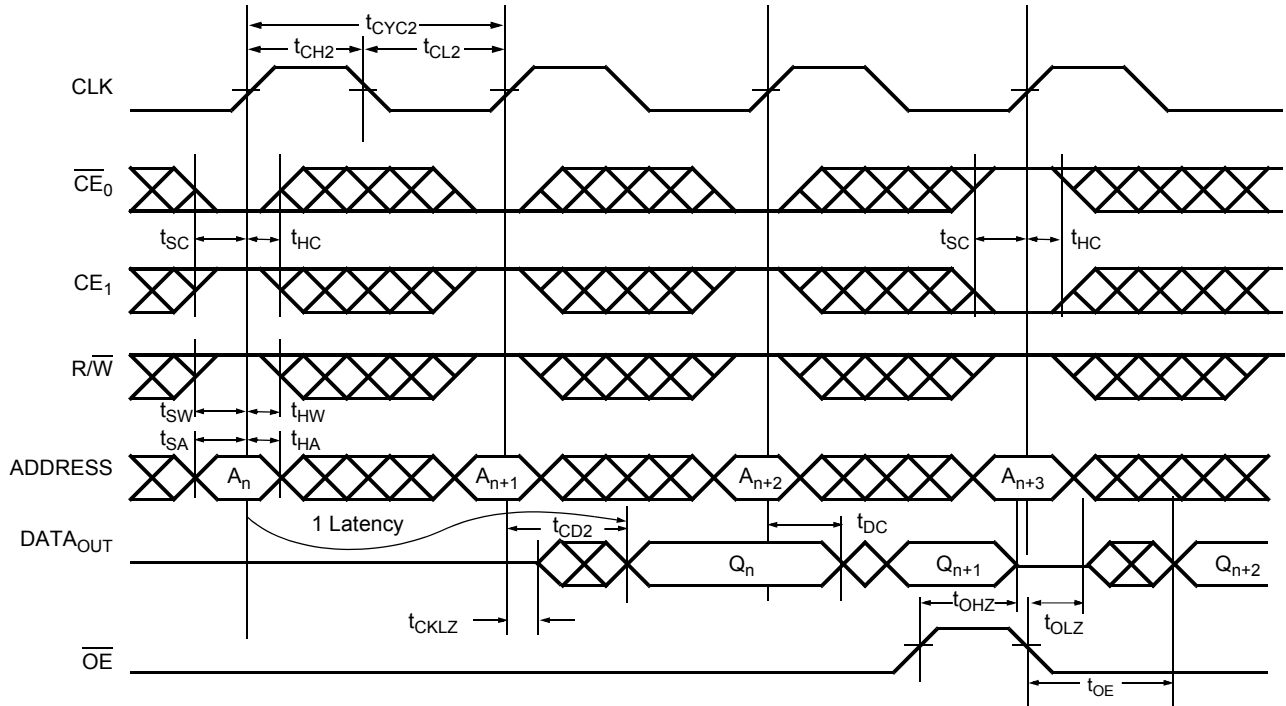 tCYC2
tCH2
tCL2
CLK
CE0
tSC
tHC
tSC
tHC
CE1
R/W
tSW
tHW
tSA
tHA
ADDRESS
An
An+1
An+2
An+3
1 Latency
tCD2
tDC
DATAOUT
Qn
Qn+1
Qn+2
tCKLZ
tOHZ
tOLZ
OE
tOE